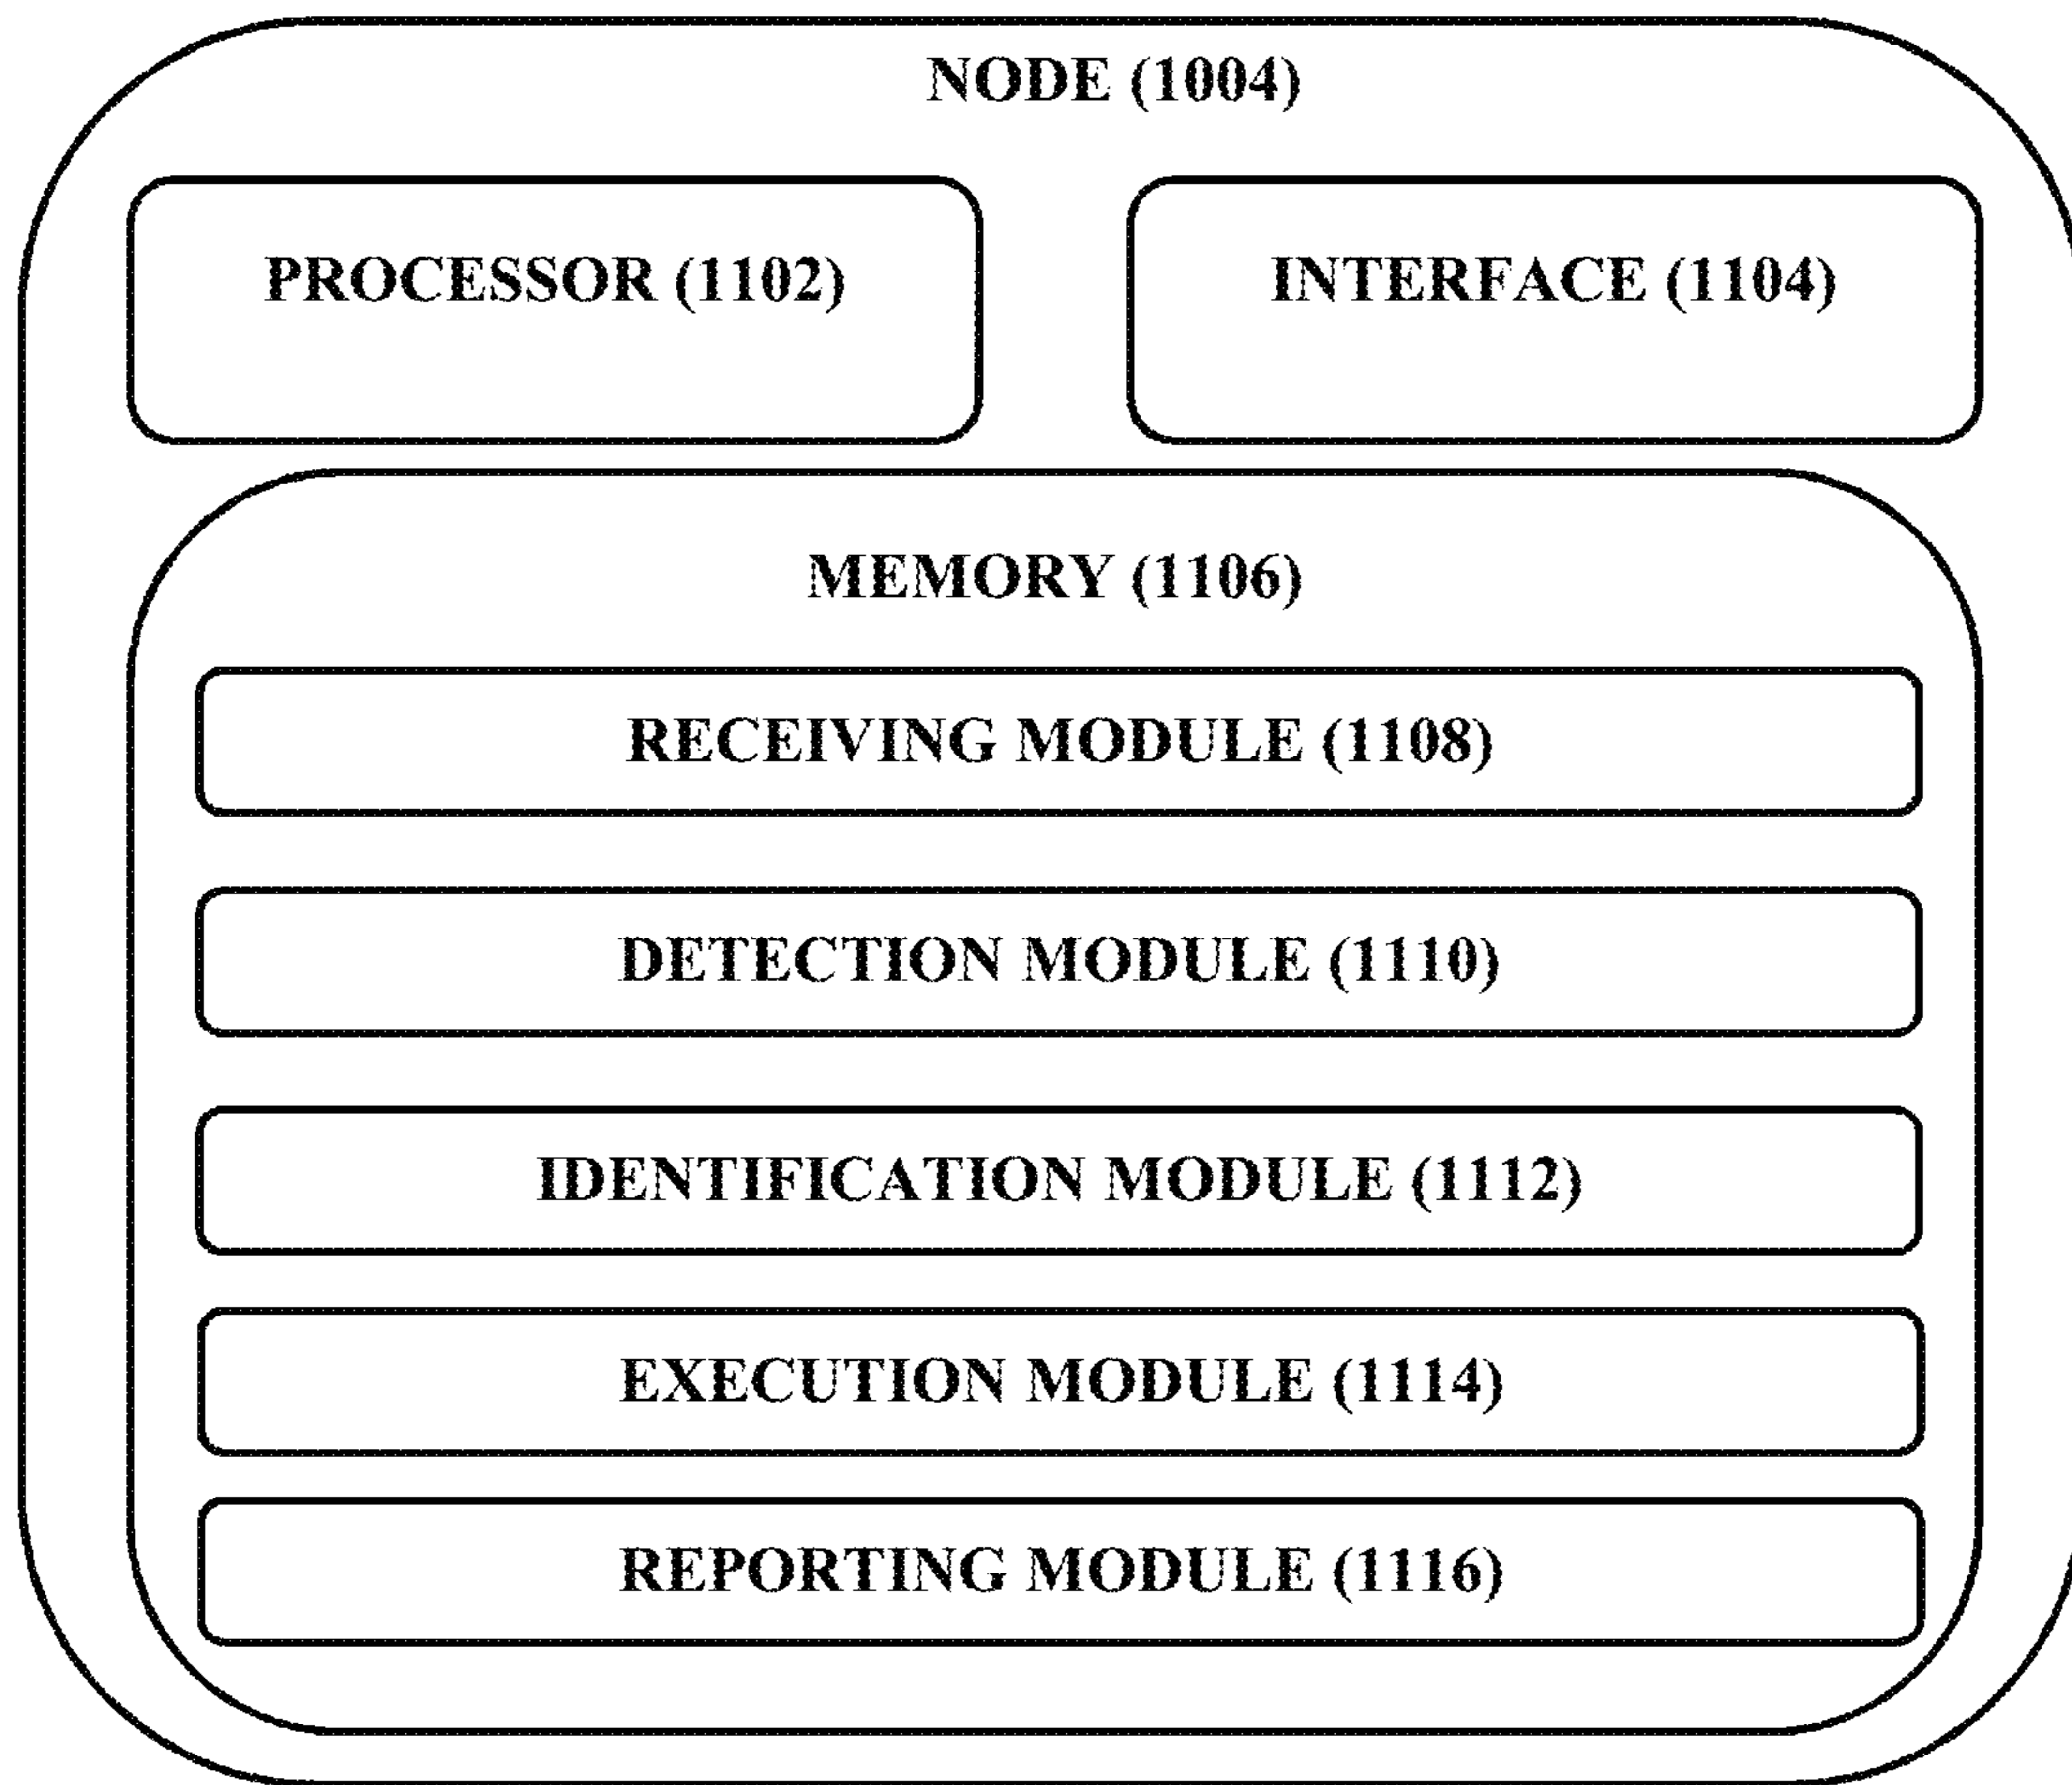 NODE (1004)
PROCESSOR (1102)
INTERFACE (1104)
MEMORY (1106)
RECEIVING MODULE (1108)
DETECTION MODULE (1110)
IDENTIFICATION MODULE (1112)
EXECUTION MODULE (1114)
REPORTING MODULE (1116)